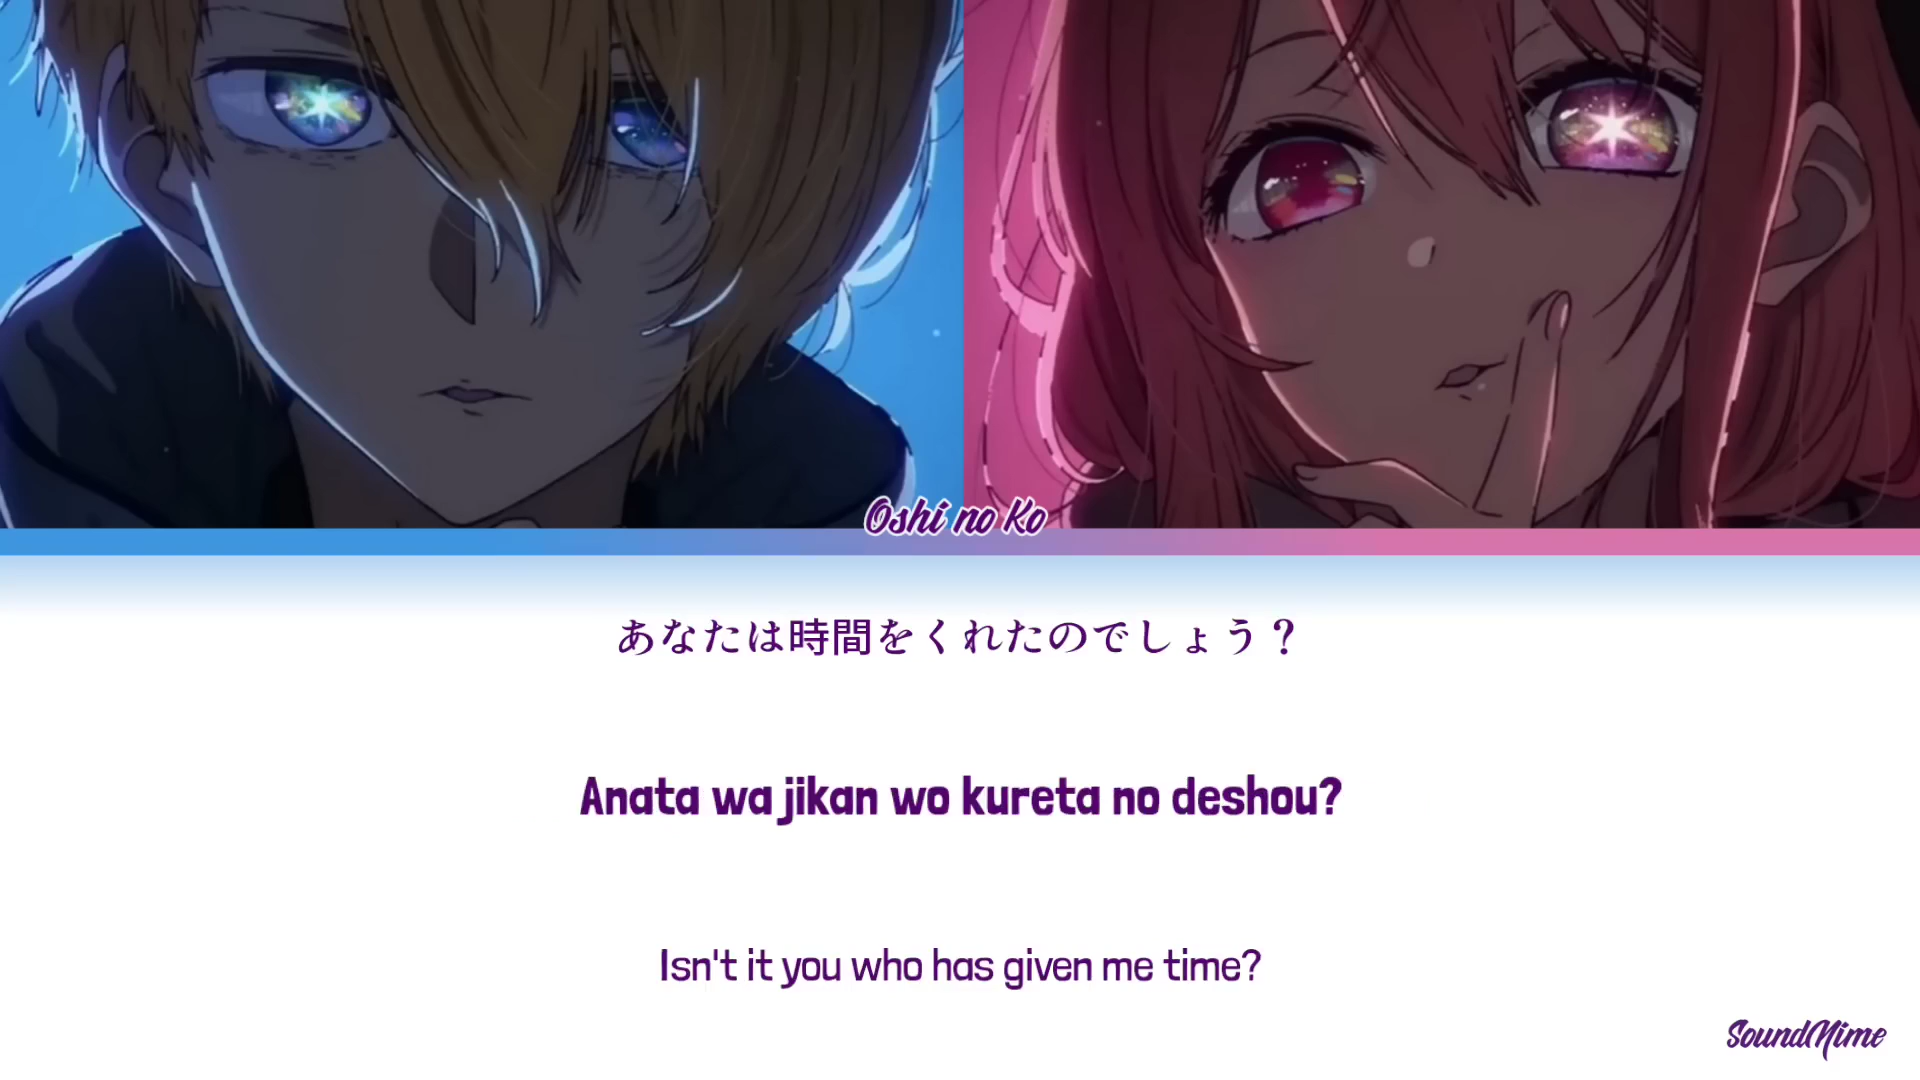 Oshi no Ko
あなたは時間をくれたのでしょう？
Anata wa jikan wo kureta no deshou?
Isn't it you who has given me time?
SoundMime